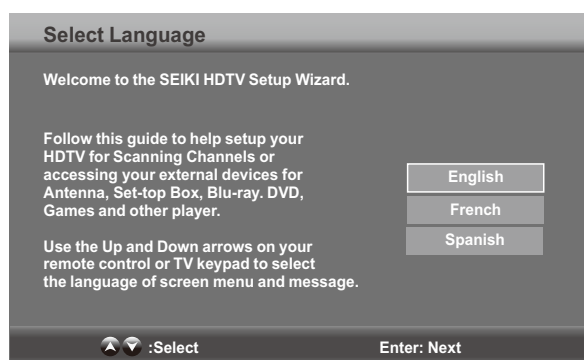 Select Language
Welcome to the SEIKI HDTV Setup Wizard.
Follow this guide to help setup your
HDTV for Scanning Channels or
accessing your external devices for
Antenna, Set-top Box, Blu-ray. DVD,
Games and other player.
Use the Up and Down arrows on your
remote control or TV keypad to select
the language of screen menu and message.
English
French
Spanish
:Select
Enter: Next